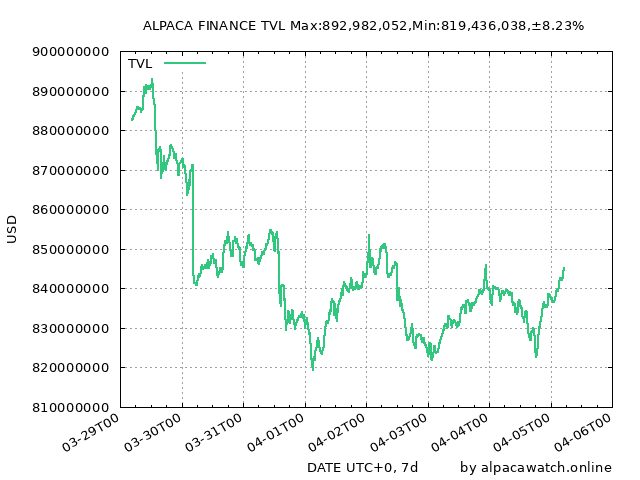 ALPACA FINANCE TVL Max:892,982,052,Min:819,436,038,±8.23%
TVL
900000000
890000000
880000000
870000000
860000000
850000000
840000000
830000000
820000000
810000000
USD
03-29T00
03-30T00
03-31T00
04-01T00
04-02T00
04-03T00
04-04T00
04-05T00
04-06T00
DATE UTC+0, 7d
by alpacawatch.online